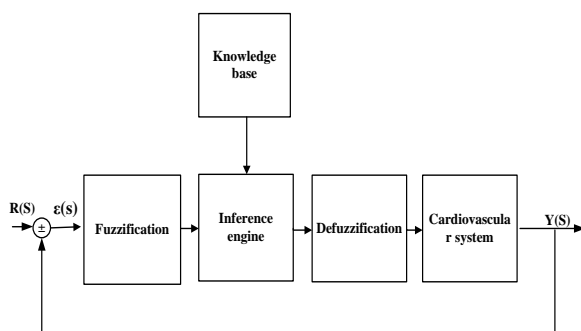 Knowledge
base
R(S)
±
ε(s)
Fuzzification
Inference
engine
Defuzzification
Cardiovascula
r system
Y(S)